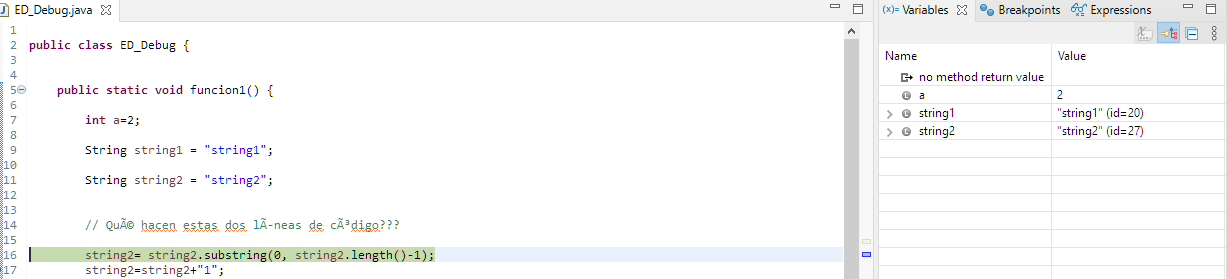 ED_Debug.java
1
2 public class ED_Debug {
3
4
5 public static void funcion1() {
6
7 int a=2;
8
9 String string1 = "string1";
10
11 String string2 = "string2";
12
13
14 // QuÃ© hacen estas dos lÃ-neas de cÃ³digo???
15
16 string2= string2.substring(0, string2.length()-1);
17 string2=string2+"1";
(x)= Variables Breakpoints Expressions
Name Value
no method return value
a 2
string1 "string1" (id=20)
string2 "string2" (id=27)